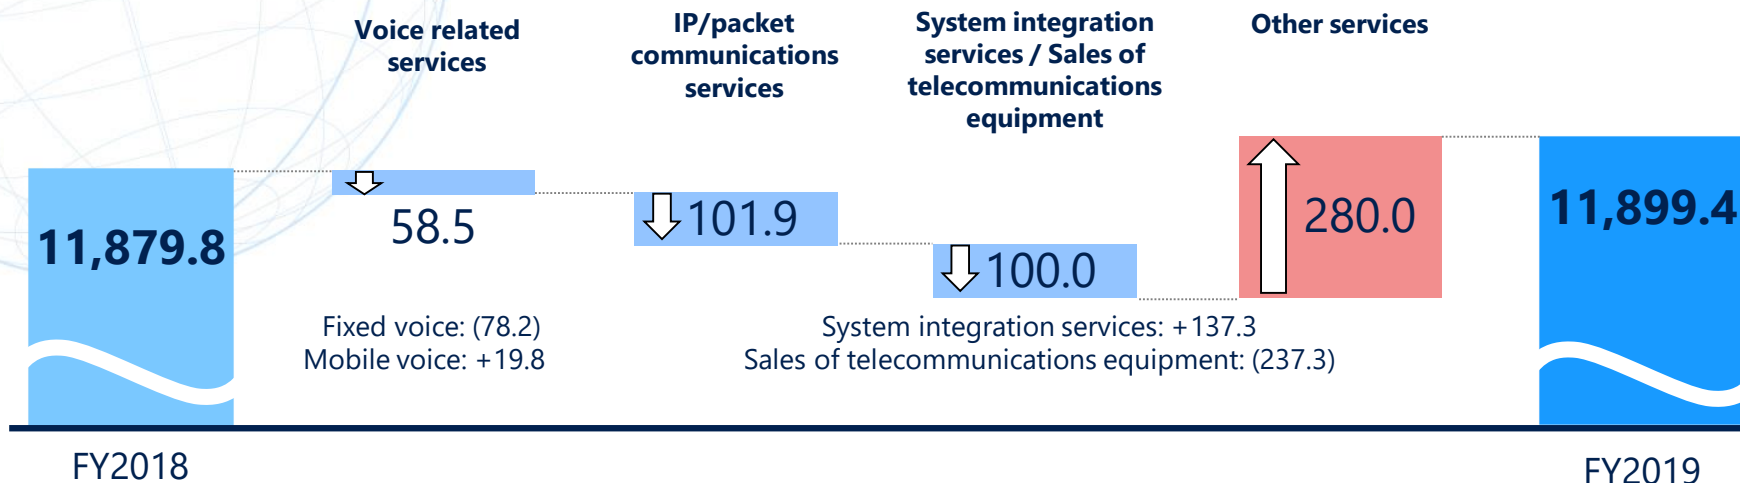 Voice related
services
IP/packet
communications
services
System integration
services / Sales of
telecommunications
equipment
Other services
11,879.8
58.5
101.9
100.0
280.0
11,899.4
Fixed voice: (78.2)
Mobile voice: +19.8
System integration services: +137.3
Sales of telecommunications equipment: (237.3)
FY2018
FY2019